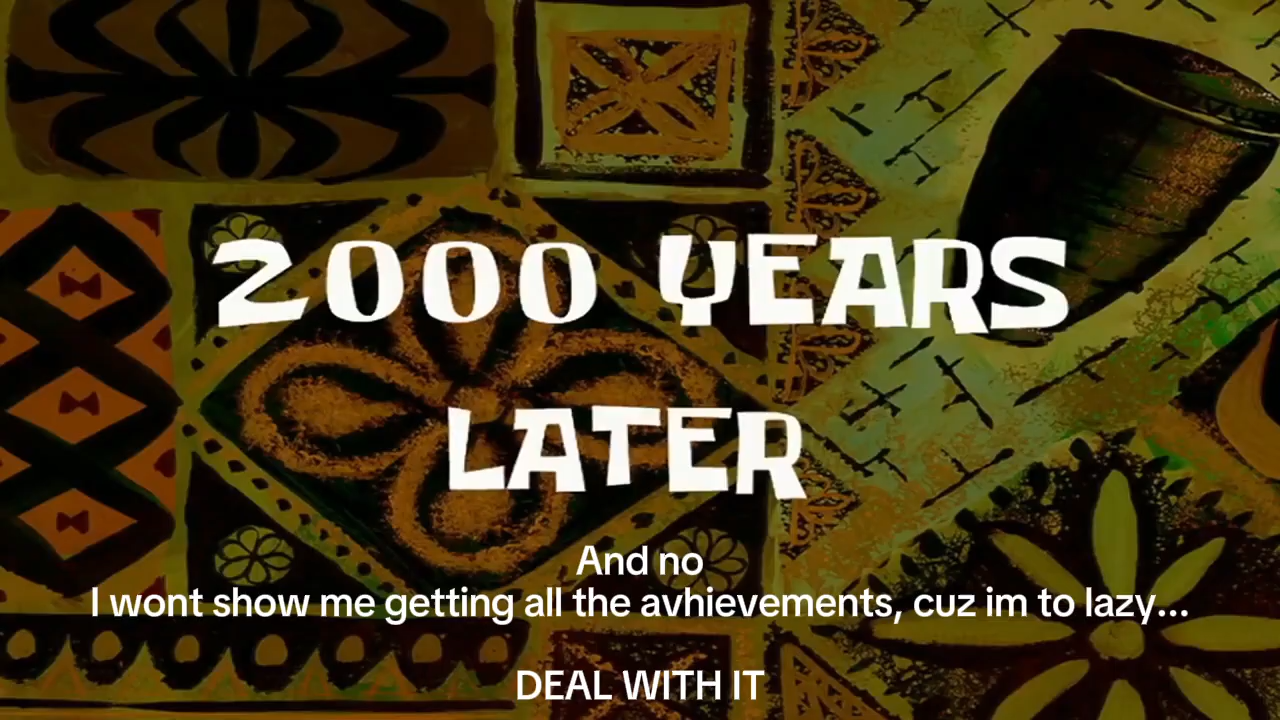 2000 YEARS
LATER
And no
I wont show me getting all the avhievements, cuz im to lazy...
DEAL WITH IT